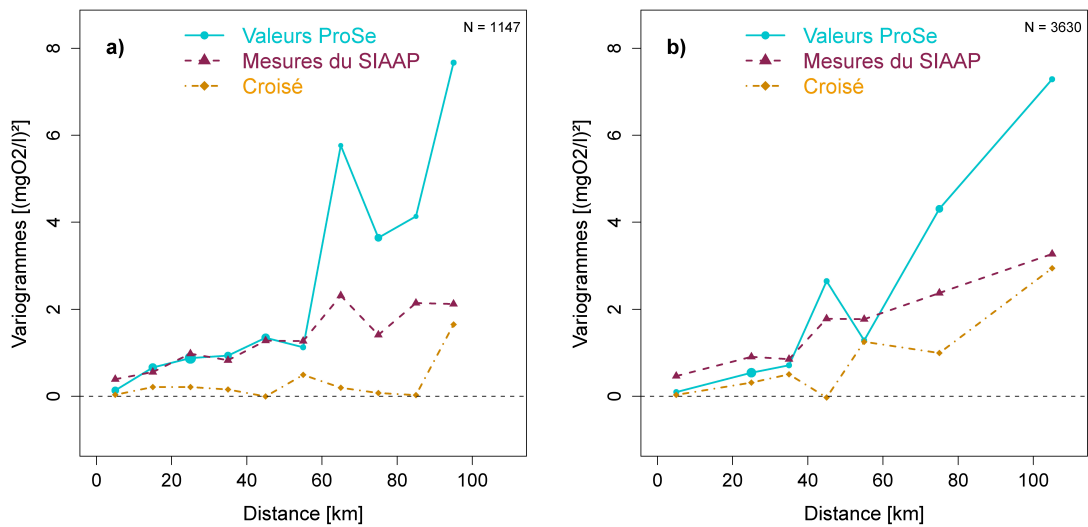 a)
N = 1147
Valeurs ProSe
Mesures du SIAAP
Croisé
Variogrammes [(mgO2/l)²]
8
6
4
2
0
0 20 40 60 80 100
Distance [km]
b)
N = 3630
Valeurs ProSe
Mesures du SIAAP
Croisé
Variogrammes [(mgO2/l)²]
8
6
4
2
0
0 20 40 60 80 100
Distance [km]